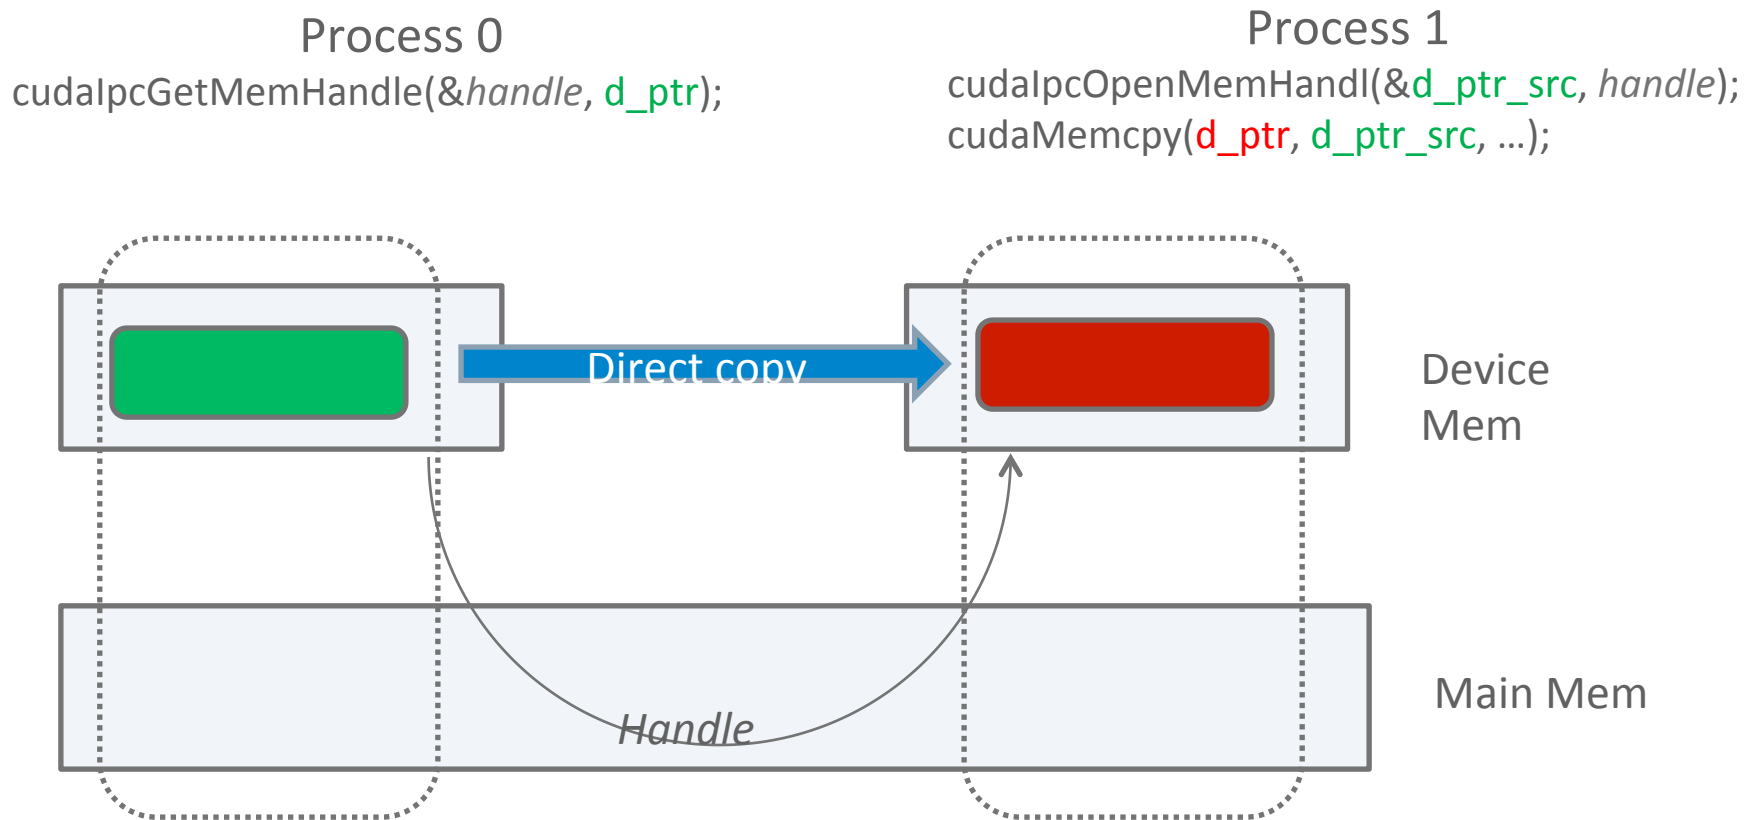 Process 0
cudaIpcGetMemHandle(&handle, d_ptr);
Process 1
cudaIpcOpenMemHandl(&d_ptr_src, handle);
cudaMemcpy(d_ptr, d_ptr_src, …);
Direct copy
Device
Mem
Handle
Main Mem